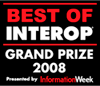 BEST OF
INTEROP
GRAND PRIZE
2008
Presented by InformationWeek